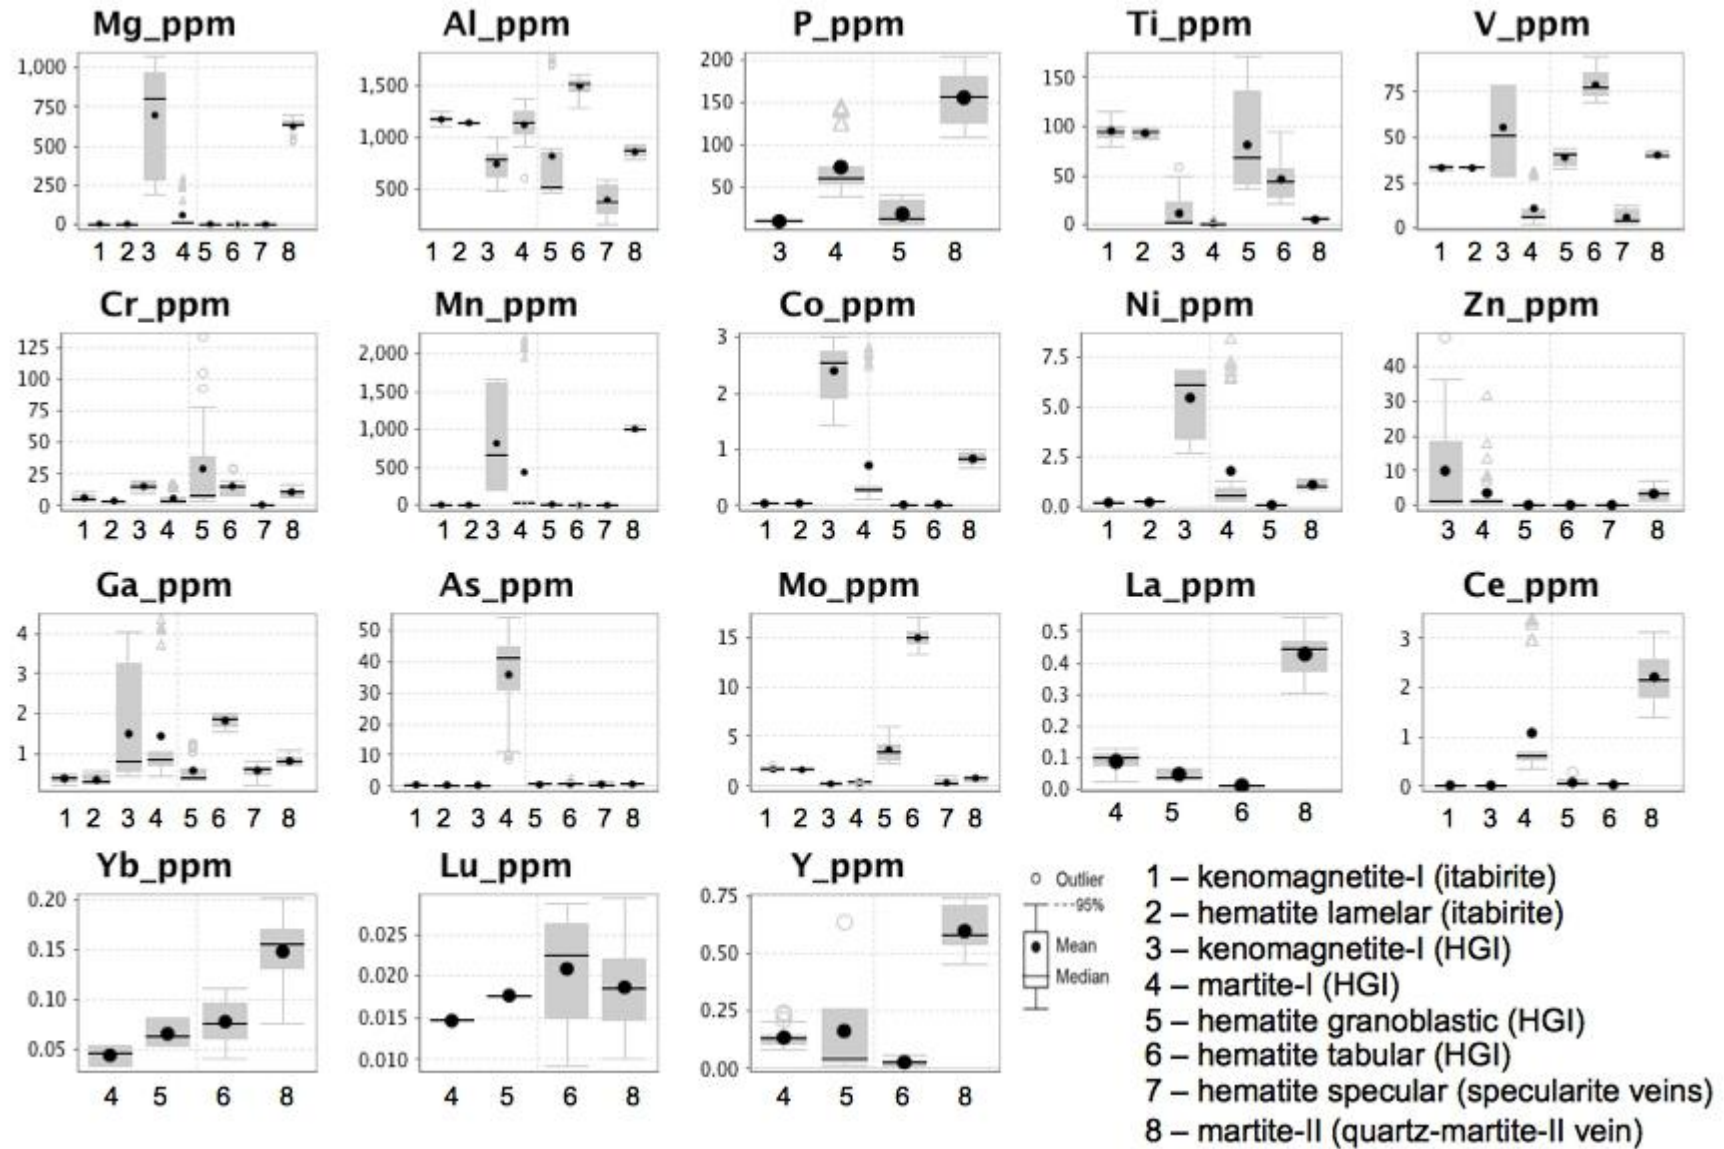 Mg_ppm Al_ppm P_ppm Ti_ppm V_ppm
1,000 750 500 250 0
1 2 3 4 5 6 7 8
1,500 1,000 500
1 2 3 4 5 6 7 8
200 150 100 50
3 4 5 8
150 100 50 0
1 2 3 4 5 6 8
75 50 25 0
1 2 3 4 5 6 7 8
Cr_ppm Mn_ppm Co_ppm Ni_ppm Zn_ppm
125 100 75 50 25 0
1 2 3 4 5 6 7 8
2,000 1,500 1,000 500 0
1 2 3 4 5 6 7 8
3 2 1 0
1 2 3 4 5 6 8
7.5 5.0 2.5 0.0
1 2 3 4 5 8
40 30 20 10 0
3 4 5 6 7 8
Ga_ppm As_ppm Mo_ppm La_ppm Ce_ppm
4 3 2 1
1 2 3 4 5 6 7 8
50 40 30 20 10 0
1 2 3 4 5 6 7 8
15 10 5 0
1 2 3 4 5 6 7 8
0.5 0.4 0.3 0.2 0.1 0.0
4 5 6 8
3 2 1 0
1 3 4 5 6 8
Yb_ppm Lu_ppm Y_ppm
0.20 0.15 0.10 0.05
4 5 6 8
0.025 0.020 0.015 0.010
4 5 6 8
0.75 0.50 0.25 0.00
4 5 6 8
Outlier
95%
Mean
Median
1 – kenomagnetite-I (itabirite)
2 – hematite lamelar (itabirite)
3 – kenomagnetite-I (HGI)
4 – martite-I (HGI)
5 – hematite granoblastic (HGI)
6 – hematite tabular (HGI)
7 – hematite specular (specularite veins)
8 – martite-II (quartz-martite-II vein)